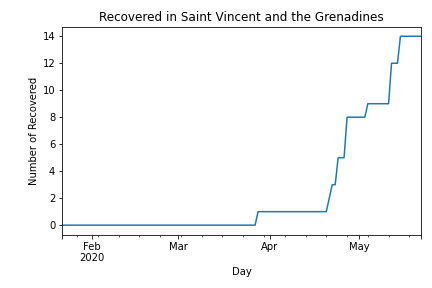 Recovered in Saint Vincent and the Grenadines
Number of Recovered
14
12
10
8
6
4
2
0
Feb
2020
Mar
Apr
May
Day